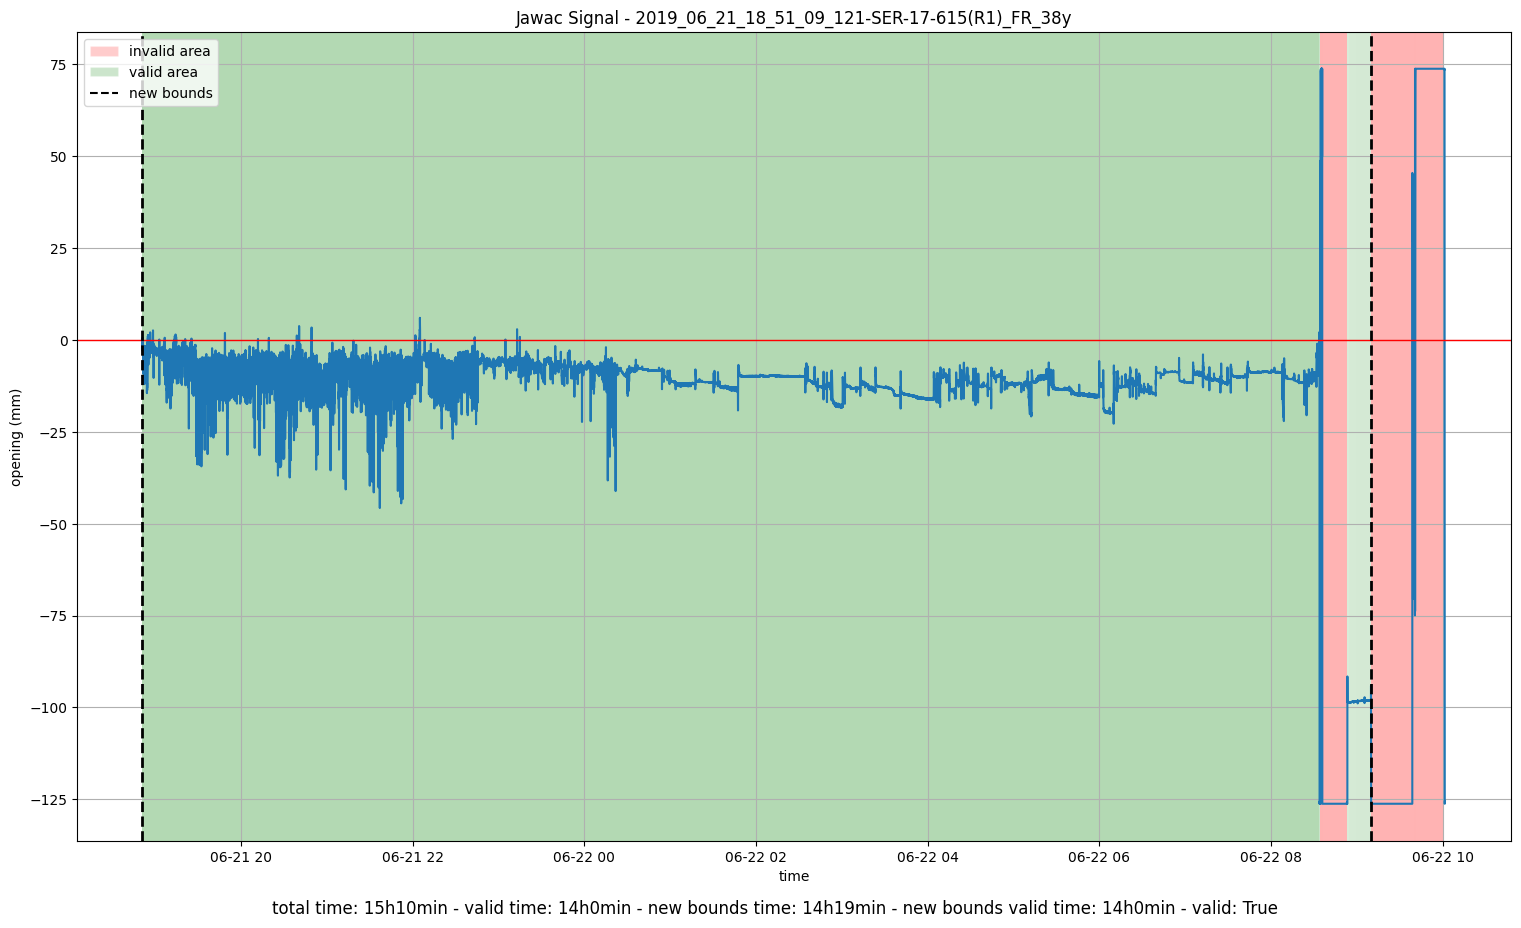 Jawac Signal - 2019_06_21_18_51_09_121-SER-17-615(R1)_FR_38y
invalid area
valid area
new bounds
75
50
25
0
−25
−50
−75
−100
−125
opening (mm)
06-21 20
06-21 22
06-22 00
06-22 02
06-22 04
06-22 06
06-22 08
06-22 10
time
total time: 15h10min - valid time: 14h0min - new bounds time: 14h19min - new bounds valid time: 14h0min - valid: True